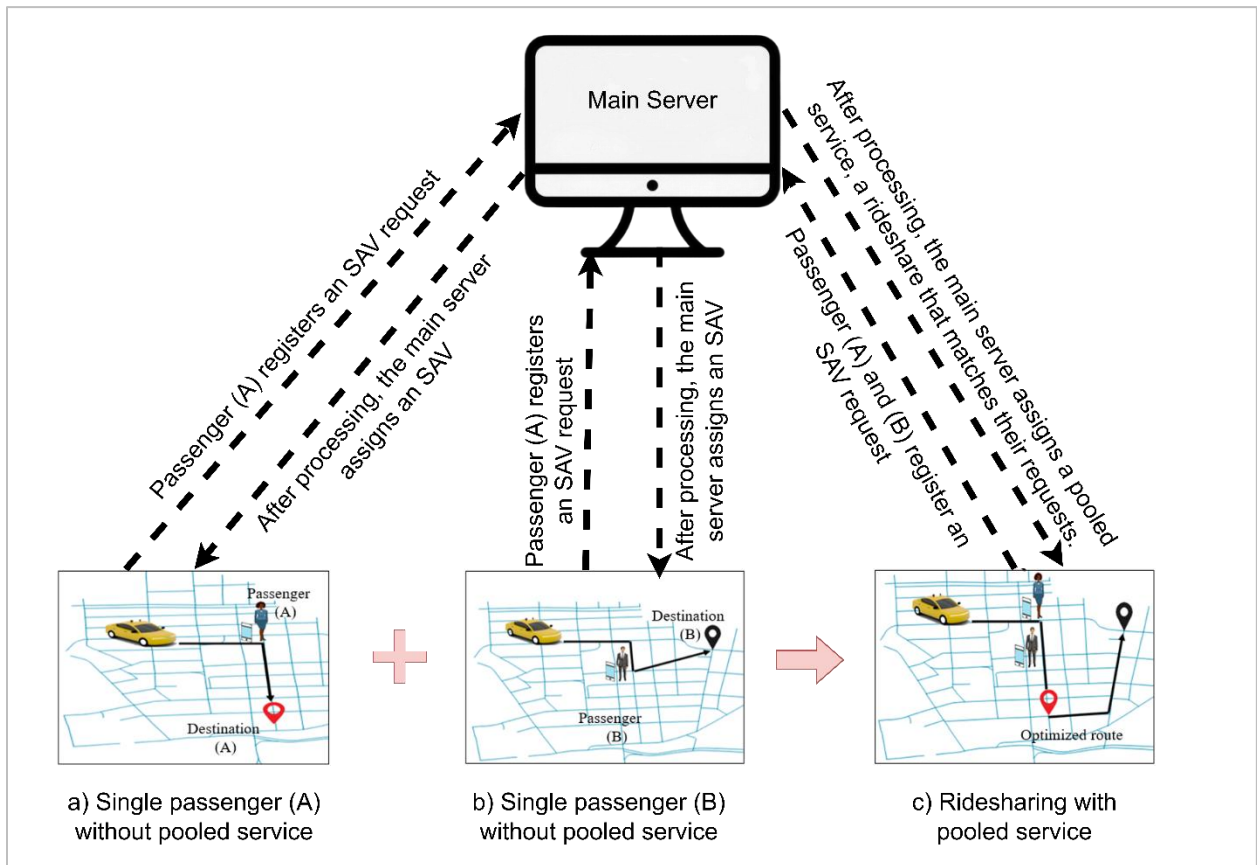 Main Server
Passenger (A) registers an SAV request
After processing, the main server
assigns an SAV
Passenger (A) registers
an SAV request
After processing, the main
server assigns an SAV
Passenger (A) and (B) register an
SAV request
After processing, the main server assigns a pooled
service, a rideshare that matches their requests.
Passenger
(A)
Destination
(A)
Destination
(B)
Passenger
(B)
Optimized route
a) Single passenger (A)
without pooled service
b) Single passenger (B)
without pooled service
c) Ridesharing with
pooled service